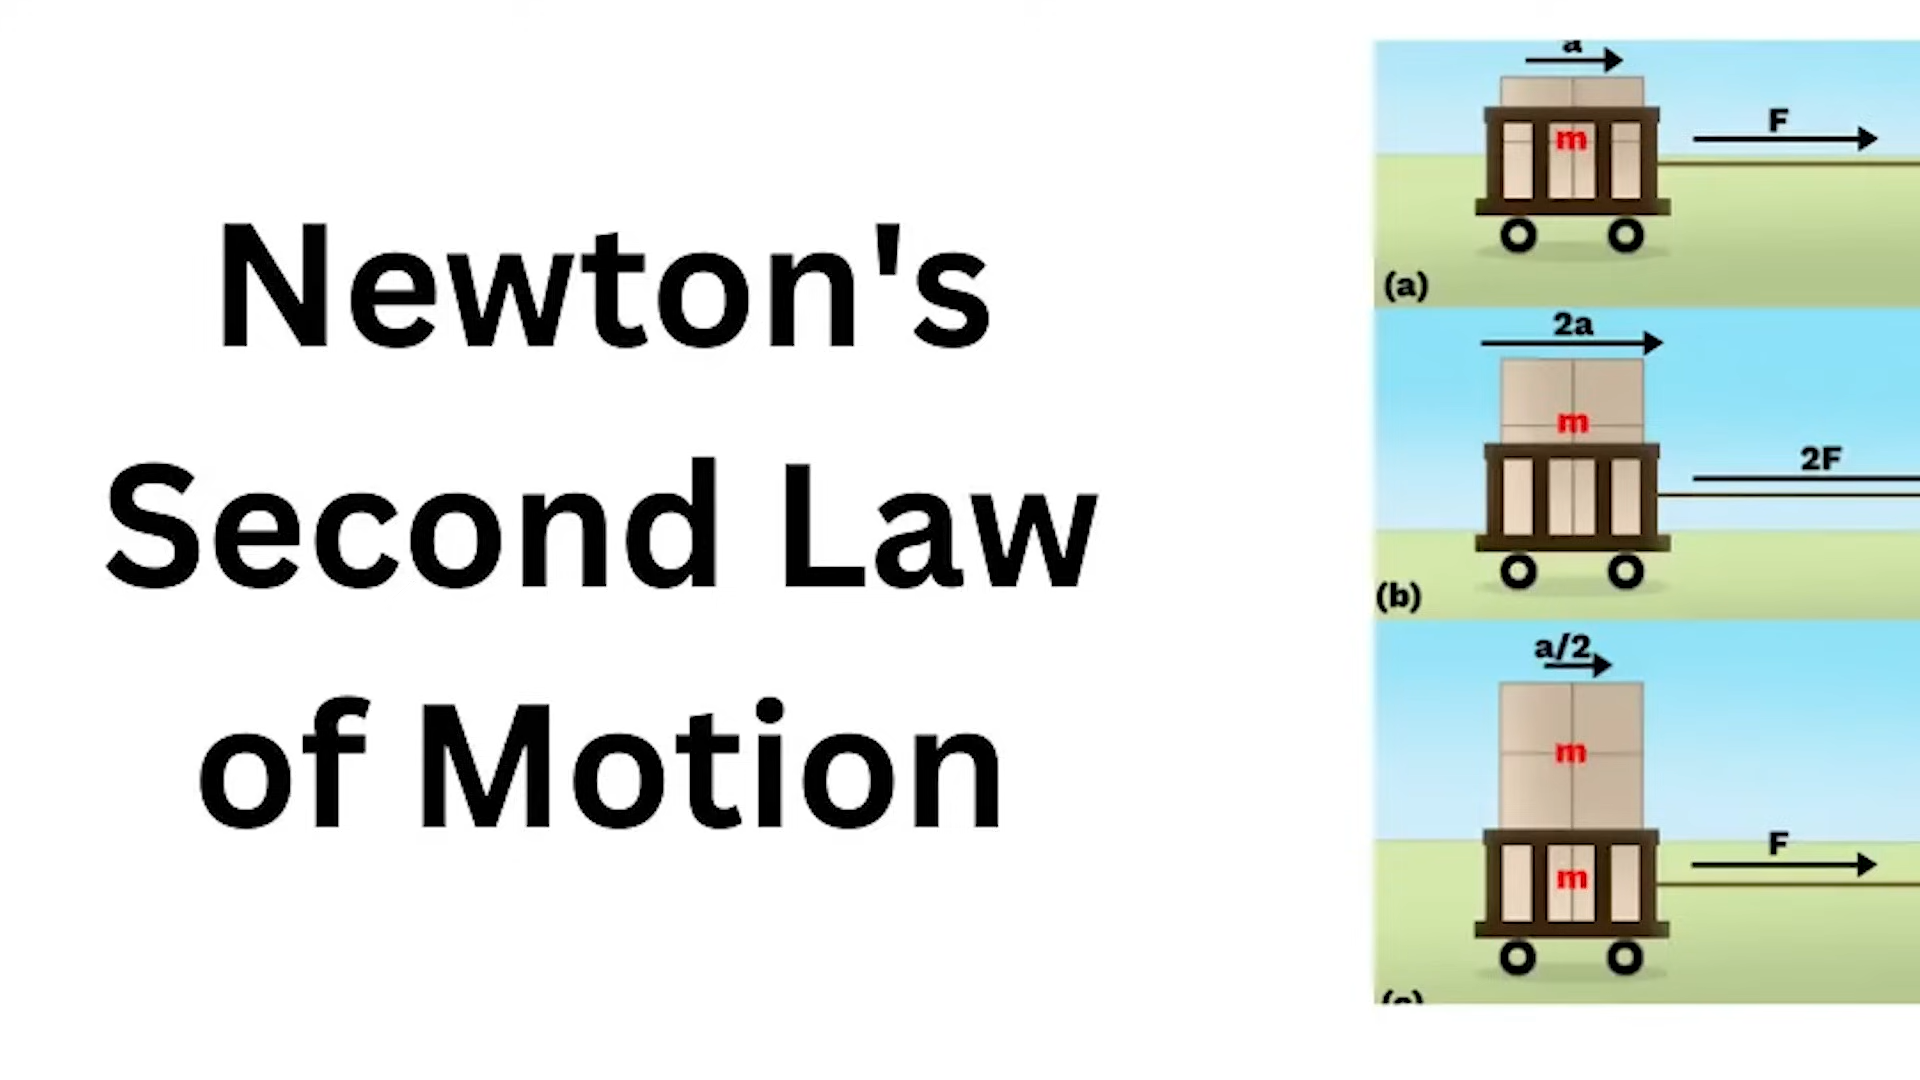 Newton's
Second Law
of Motion
a
F
m
(a)
2a
m
2F
(b)
a/2
m
F
m